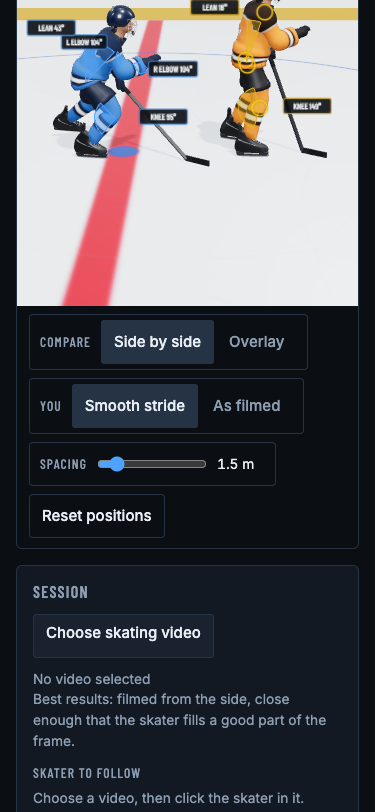 LEAN 18°
LEAN 43°
L ELBOW 104°
R ELBOW 104°
KNEE 149°
KNEE 95°
COMPARE Side by side Overlay
YOU Smooth stride As filmed
SPACING 1.5 m
Reset positions
SESSION
Choose skating video
No video selected
Best results: filmed from the side, close
enough that the skater fills a good part of the
frame.
SKATER TO FOLLOW
Choose a video, then click the skater in it.